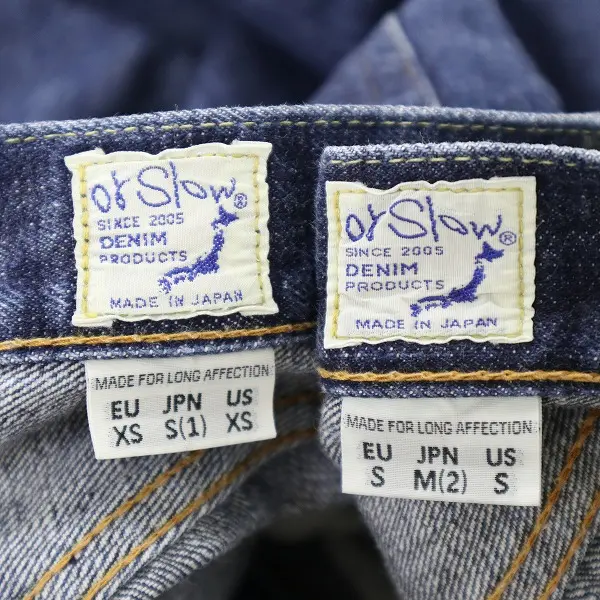 orSlow®
SINCE 2005
DENIM
PRODUCTS
MADE IN JAPAN
MADE FOR LONG AFFECTION
EU JPN US
XS S(1) XS
orSlow®
SINCE 2005
DENIM
PRODUCTS
MADE IN JAPAN
MADE FOR LONG AFFECTION
EU JPN US
S M(2) S